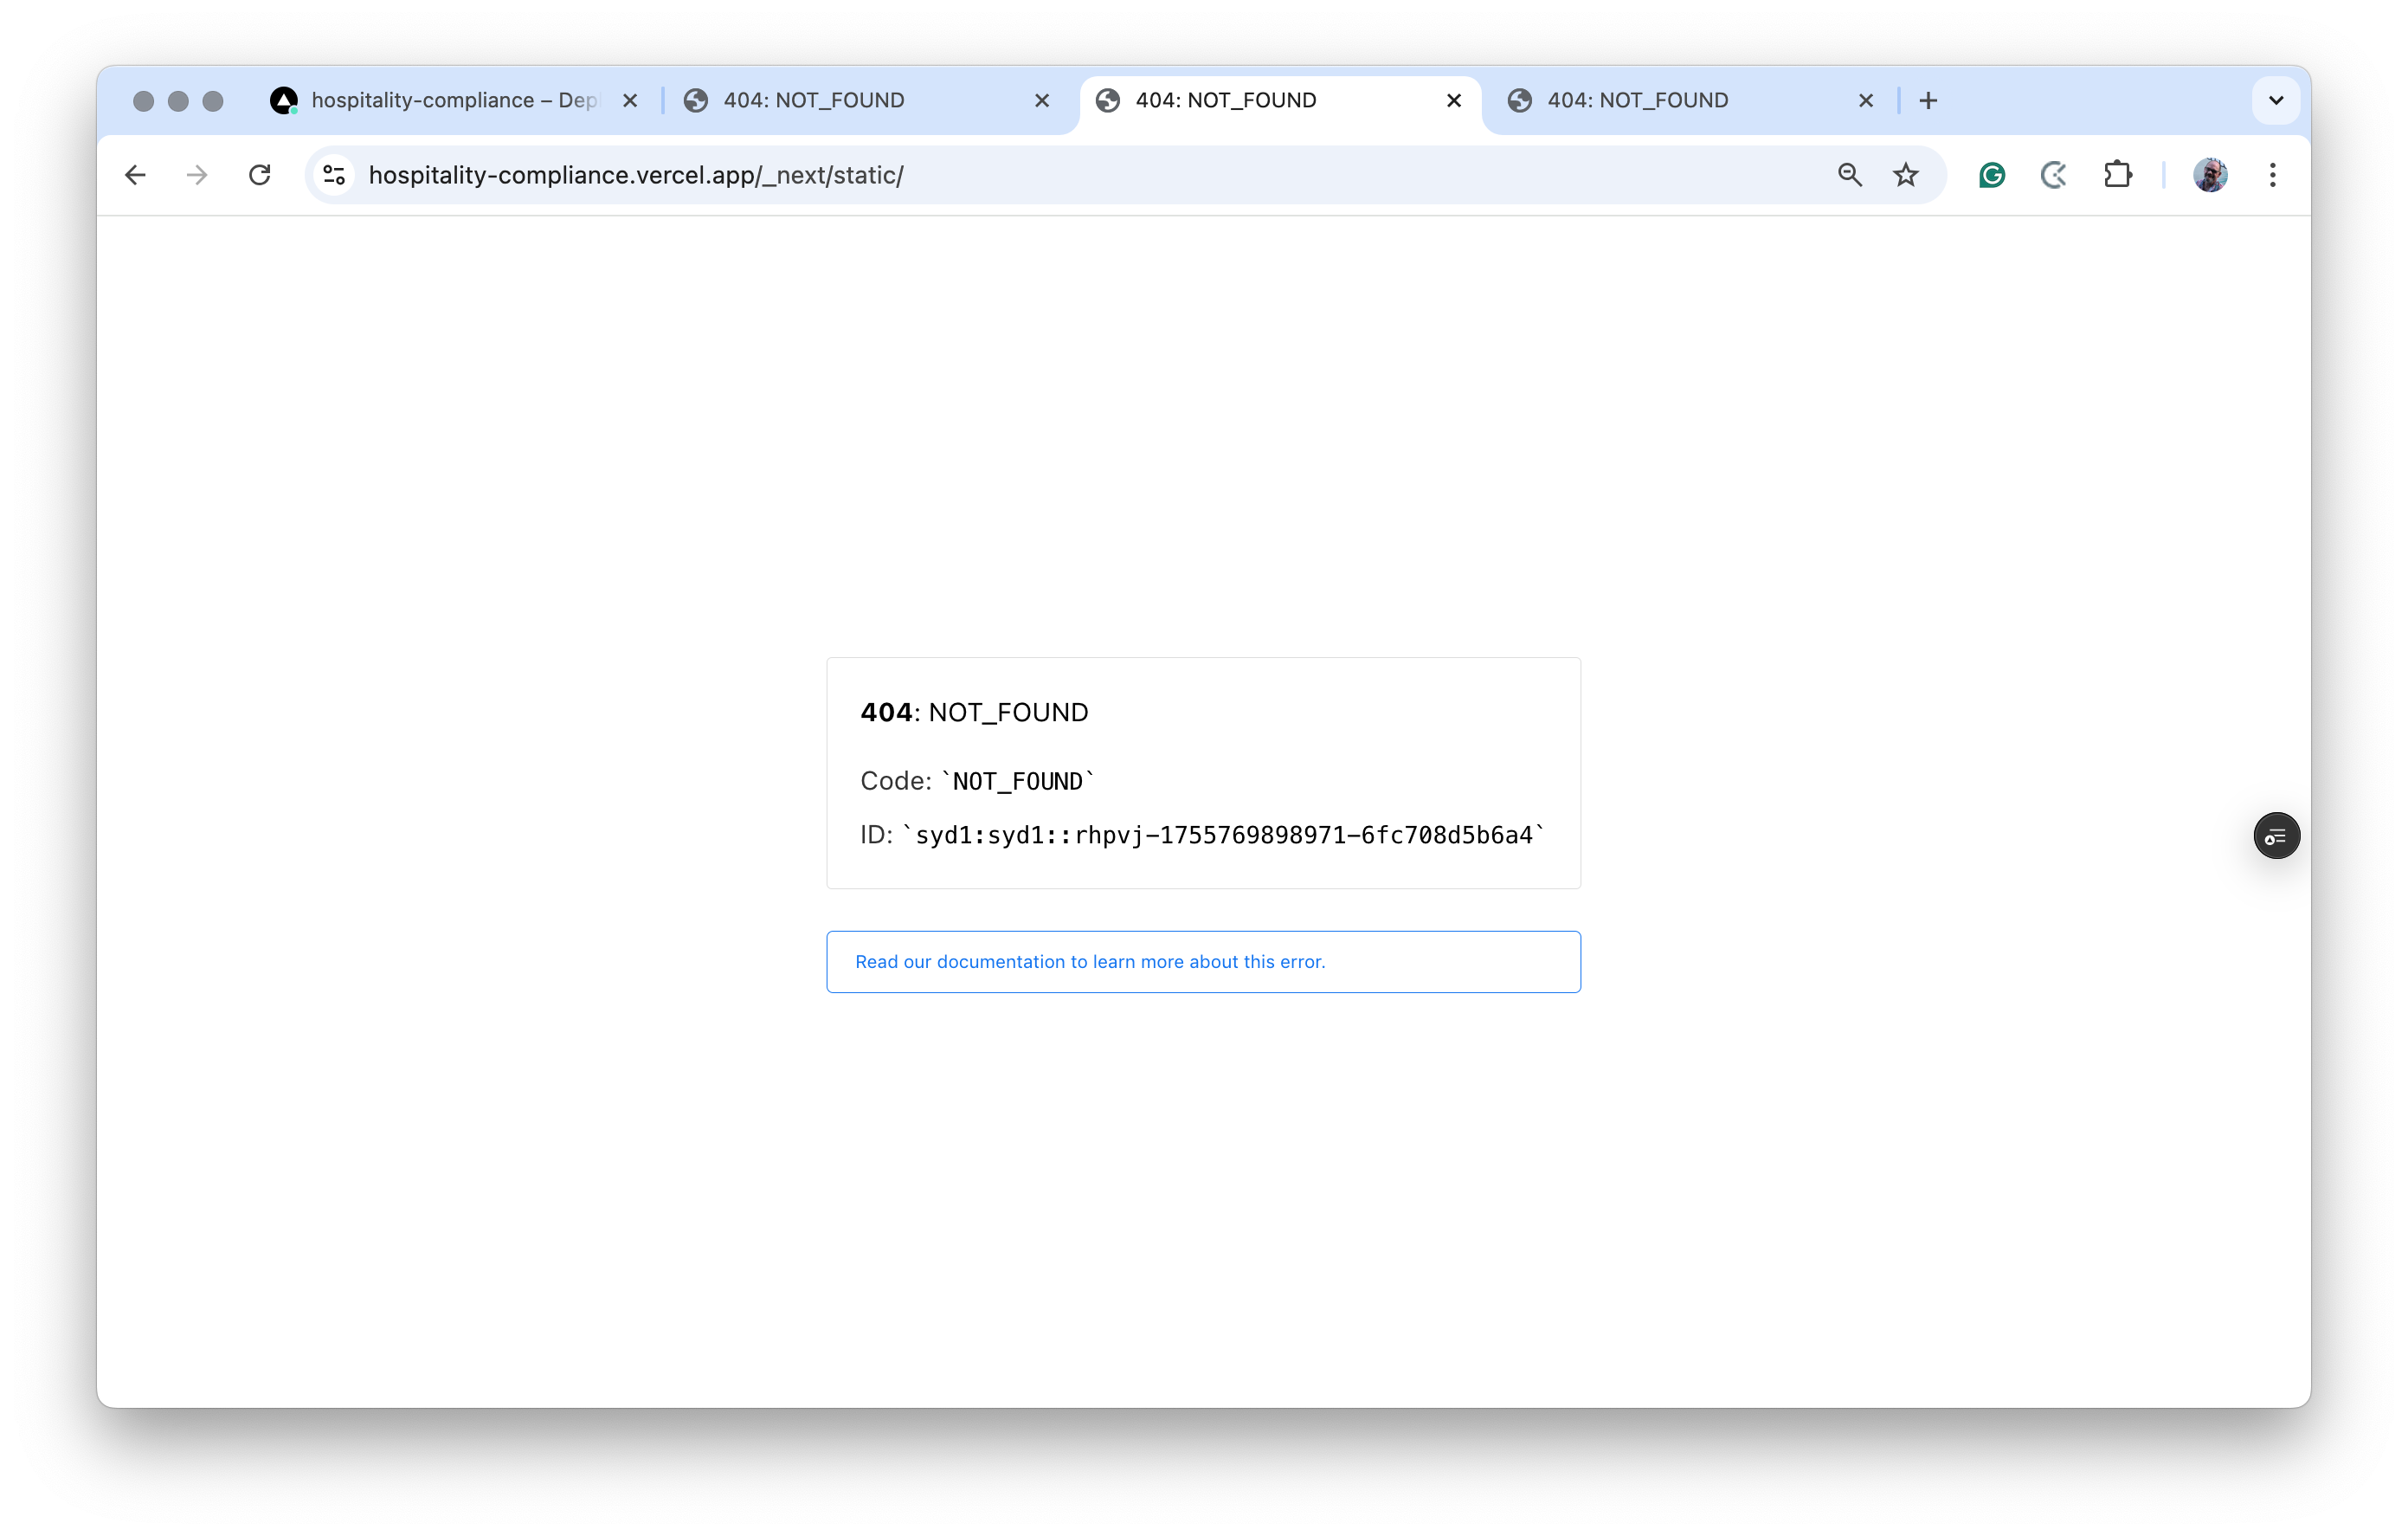 hospitality-compliance – Dep
404: NOT_FOUND
404: NOT_FOUND
404: NOT_FOUND
hospitality-compliance.vercel.app/_next/static/
404: NOT_FOUND
Code: `NOT_FOUND`
ID: `syd1:syd1::rhpvj-1755769898971-6fc708d5b6a4`
Read our documentation to learn more about this error.